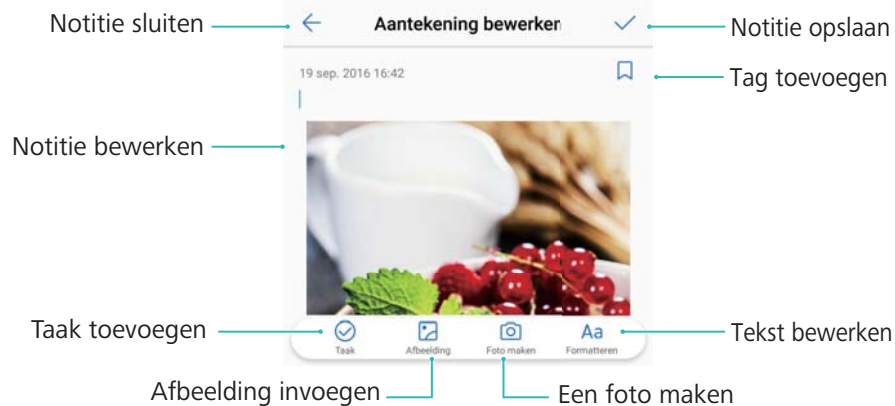 Notitie sluiten
Aantekening bewerken
Notitie opslaan
19 sep. 2016 16:42
Tag toevoegen
Notitie bewerken
Taak toevoegen
Taak
Afbeelding
Foto maken
Aa
Formatteren
Tekst bewerken
Afbeelding invoegen
Een foto maken